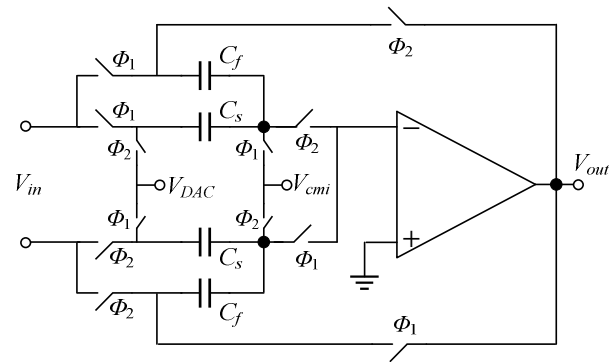 Φ1 Cf Φ2
Φ1 Cs Φ2 −
Φ2 Φ1
Vin VDAC Vcmi Vout
Φ1 Φ2
Φ2 Cs Φ1 +
Φ2 Cf Φ1